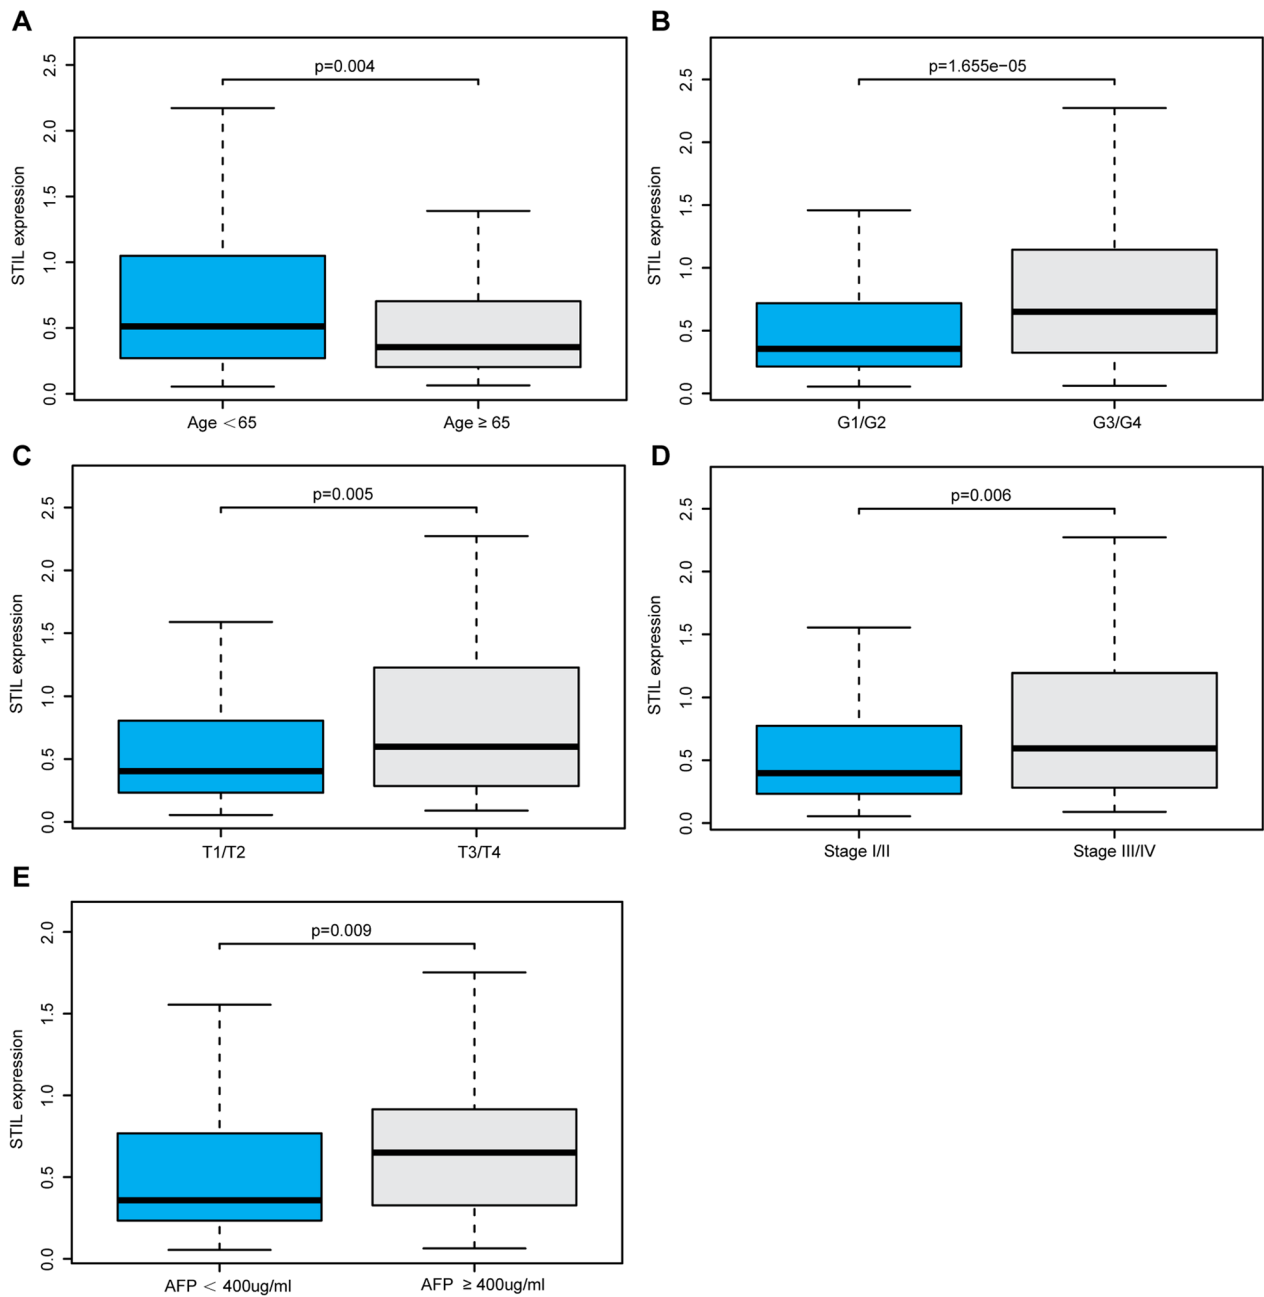 A
STIL expression
2.5
2.0
1.5
1.0
0.5
0.0
p=0.004
Age <65
Age ≥ 65
B
STIL expression
2.5
2.0
1.5
1.0
0.5
0.0
p=1.655e−05
G1/G2
G3/G4
C
STIL expression
2.5
2.0
1.5
1.0
0.5
0.0
p=0.005
T1/T2
T3/T4
D
STIL expression
2.5
2.0
1.5
1.0
0.5
0.0
p=0.006
Stage I/II
Stage III/IV
E
STIL expression
2.0
1.5
1.0
0.5
0.0
p=0.009
AFP < 400ug/ml
AFP ≥ 400ug/ml